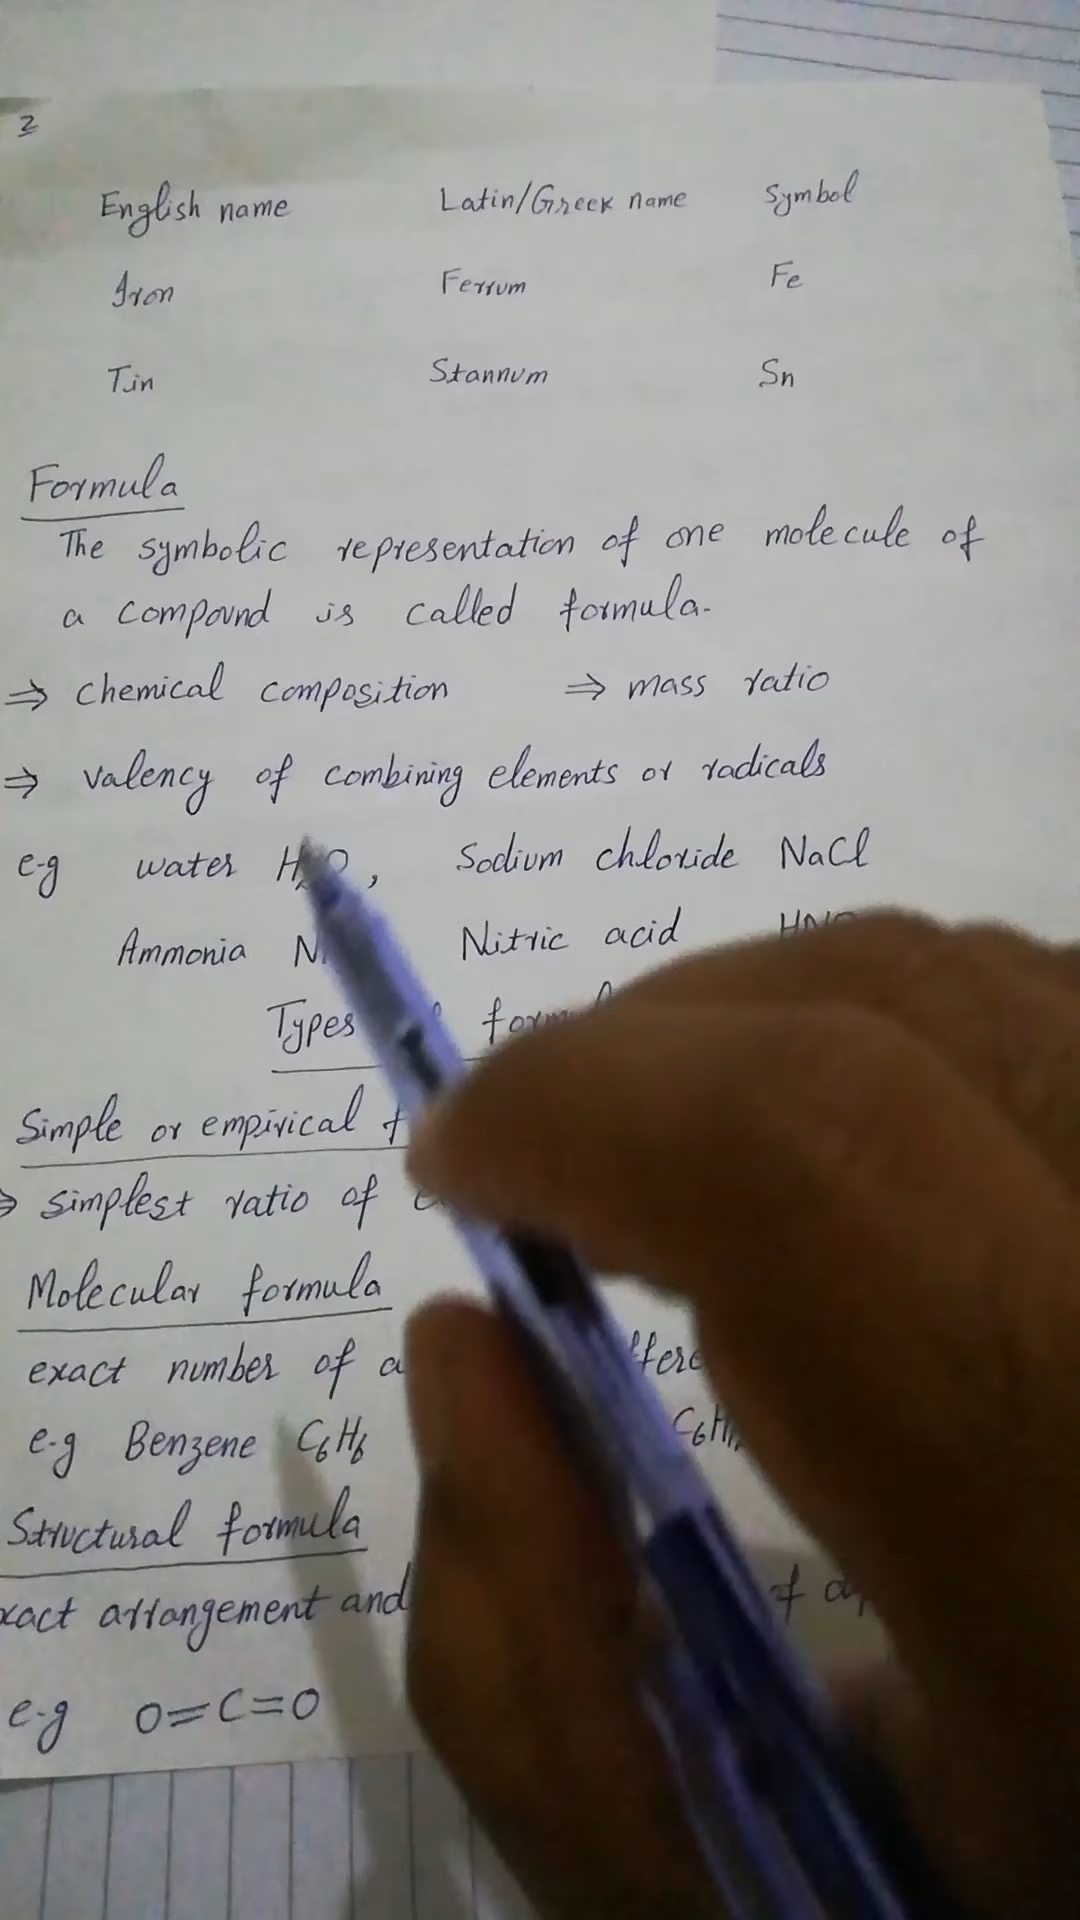 2
English name Latin/Greek name Symbol
Iron Ferrum Fe
Tin Stannum Sn
Formula
The symbolic representation of one molecule of
a compound is called formula.
⇒ chemical composition ⇒ mass ratio
⇒ valency of combining elements or radicals
e-g water H₂O, Sodium chloride NaCl
Ammonia Nitric acid
Types
Simple or empirical
⇒ simplest ratio of
Molecular formula
exact number of
e-g Benzene C₆H₆
Structural formula
arrangement and
e-g O=C=O